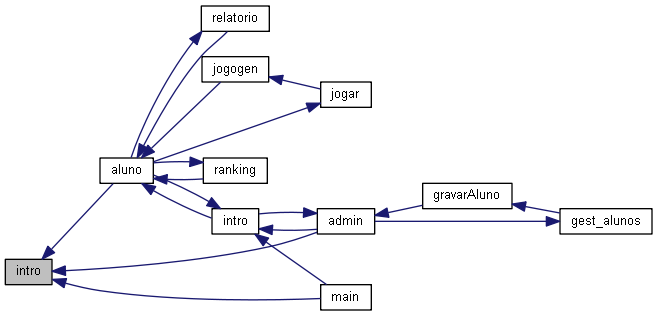 relatorio
jogogen
jogar
aluno
ranking
gravarAluno
intro
admin
gest_alunos
intro
main